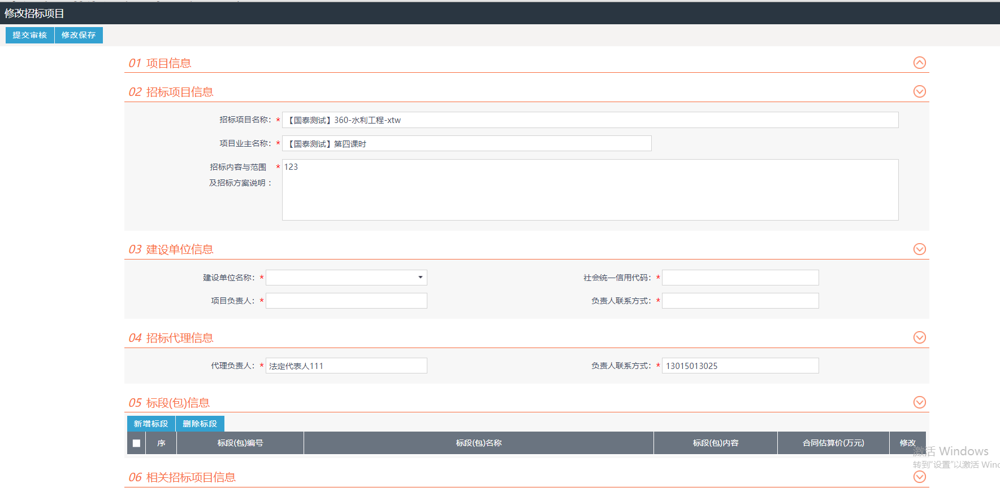 修改招标项目
提交审核 修改保存
01 项目信息
02 招标项目信息
招标项目名称：* 【国泰测试】360-水利工程-xtw
项目业主名称：* 【国泰测试】第四课时
招标内容与范围 * 123
及招标方案说明：
03 建设单位信息
建设单位名称：* 社会统一信用代码：*
项目负责人：* 负责人联系方式：*
04 招标代理信息
代理负责人：* 法定代表人111 负责人联系方式：* 13015013025
05 标段(包)信息
新增标段 删除标段
序 标段(包)编号 标段(包)名称 标段(包)内容 合同估算价(万元) 修改
激活 Windows
转到"设置"以激活 Wind
06 相关招标项目信息